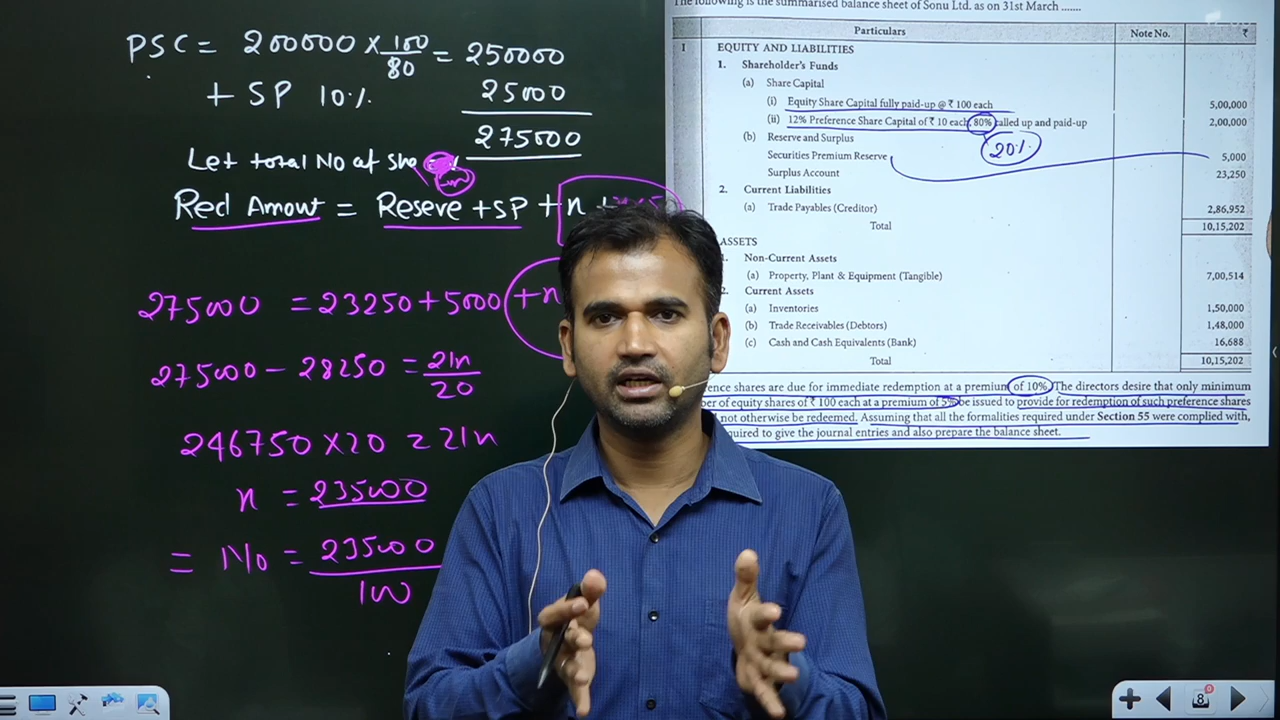 PSC = 200000 × 100/80 = 250000
+ SP 10% 25000
275000
Let total No of sha
Red Amout = Reseve + SP + n +
275000 = 23250 + 5000 + n
275000 − 28250 = 21n/20
246750 × 20 = 21n
n = 235000
= No = 235000/100
The following is the summarised balance sheet of Sonu Ltd. as on 31st March .......
Particulars Note No. ₹
I EQUITY AND LIABILITIES
1. Shareholder's Funds
(a) Share Capital
(i) Equity Share Capital fully paid-up @ ₹ 100 each 5,00,000
(ii) 12% Preference Share Capital of ₹ 10 each, 80% called up and paid-up 2,00,000
20%
(b) Reserve and Surplus
Securities Premium Reserve 5,000
Surplus Account 23,250
2. Current Liabilities
(a) Trade Payables (Creditor) 2,86,952
Total 10,15,202
ASSETS
Non-Current Assets
(a) Property, Plant & Equipment (Tangible) 7,00,514
Current Assets
(a) Inventories 1,50,000
(b) Trade Receivables (Debtors) 1,48,000
(c) Cash and Cash Equivalents (Bank) 16,688
Total 10,15,202
shares are due for immediate redemption at a premium of 10%. The directors desire that only minimum
of equity shares of ₹ 100 each at a premium of 5% be issued to provide for redemption of such preference shares
not otherwise be redeemed. Assuming that all the formalities required under Section 55 were complied with,
to give the journal entries and also prepare the balance sheet.
8